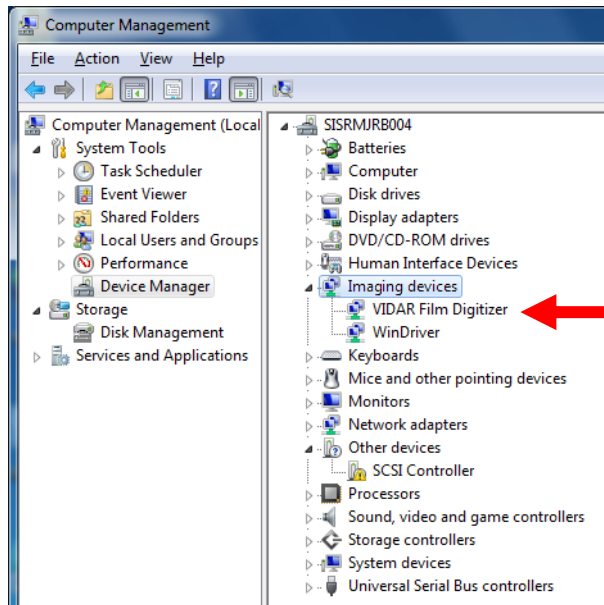 Computer Management
File Action View Help
Computer Management (Local
System Tools
Task Scheduler
Event Viewer
Shared Folders
Local Users and Groups
Performance
Device Manager
Storage
Disk Management
Services and Applications
SISRMJRB004
Batteries
Computer
Disk drives
Display adapters
DVD/CD-ROM drives
Human Interface Devices
Imaging devices
VIDAR Film Digitizer
WinDriver
Keyboards
Mice and other pointing devices
Monitors
Network adapters
Other devices
SCSI Controller
Processors
Sound, video and game controllers
Storage controllers
System devices
Universal Serial Bus controllers